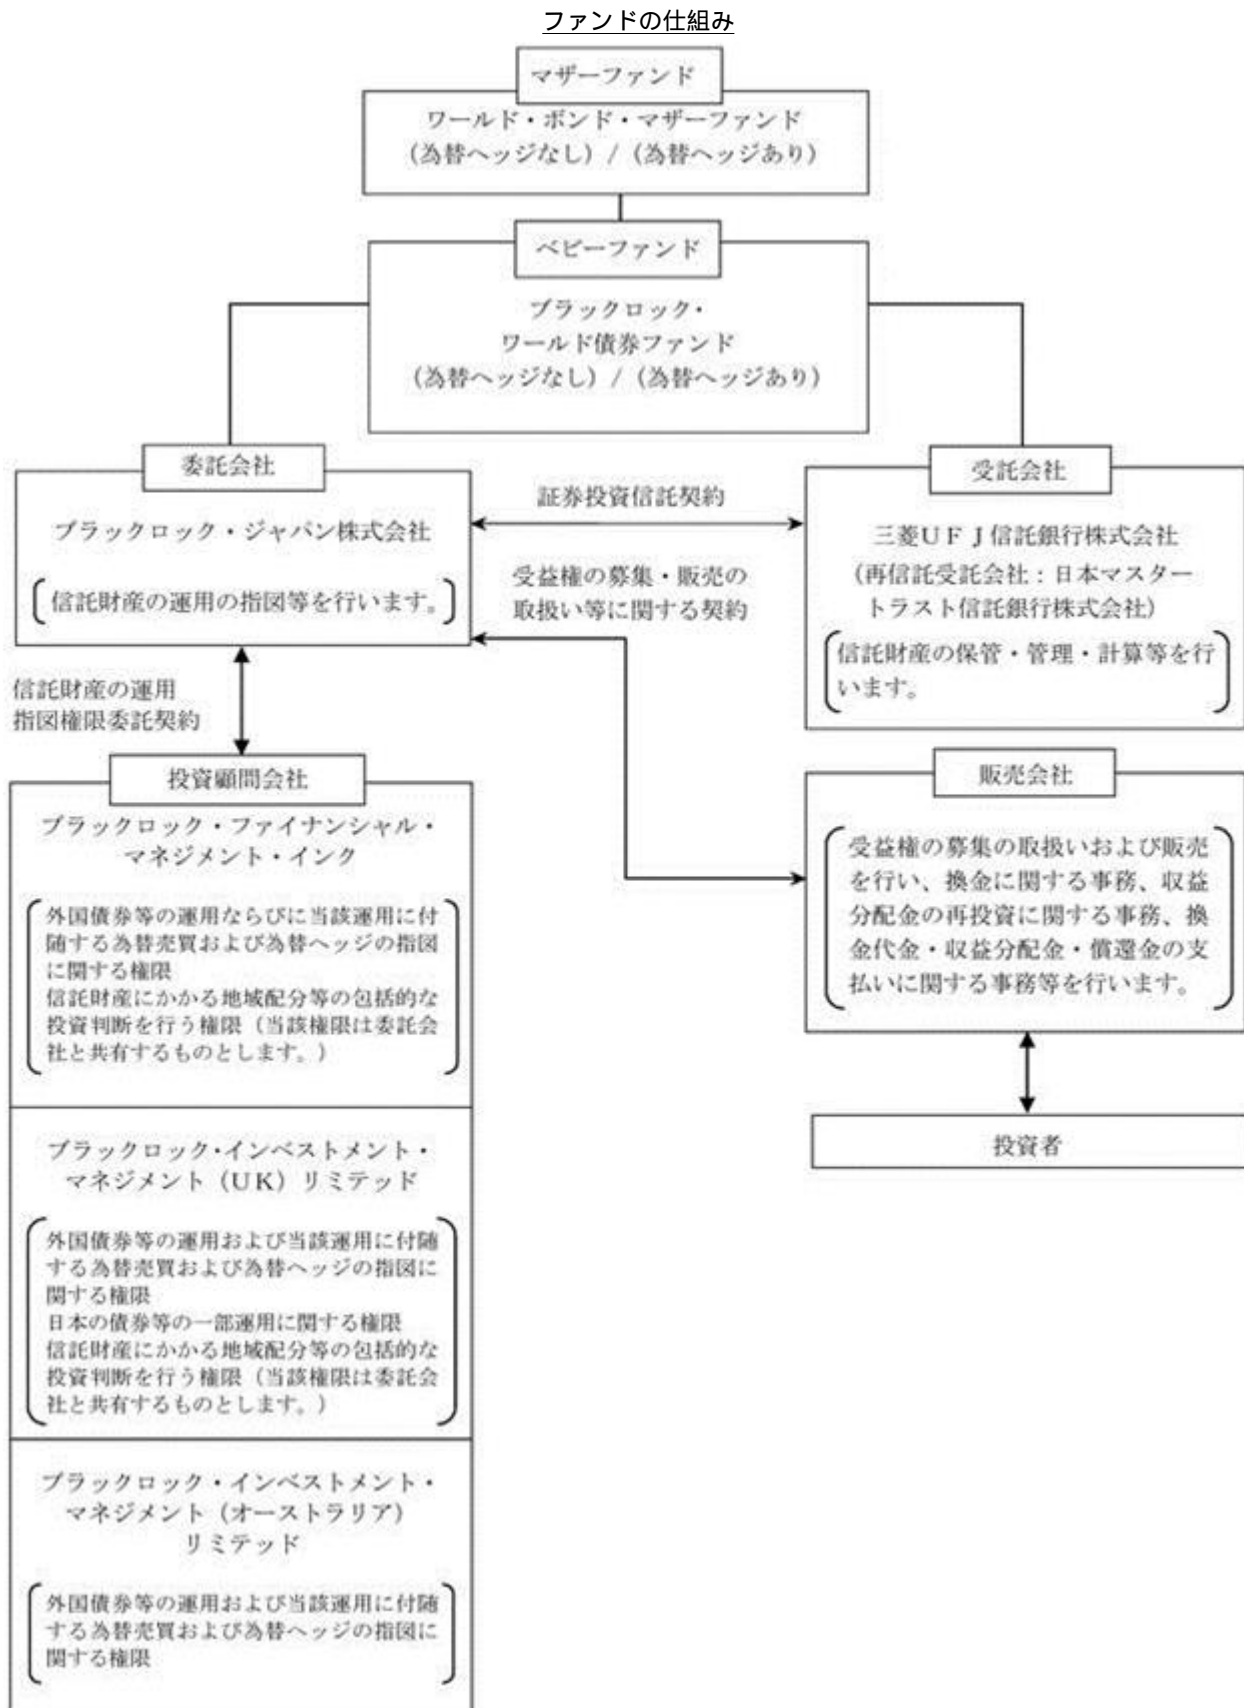 ファンドの仕組み
マザーファンド
ワールド・ボンド・マザーファンド
(為替ヘッジなし) / (為替ヘッジあり)
ベビーファンド
ブラックロック・
ワールド債券ファンド
(為替ヘッジなし) / (為替ヘッジあり)
委託会社
ブラックロック・ジャパン株式会社
信託財産の運用の指図等を行います。
証券投資信託契約
受益権の募集・販売の
取扱い等に関する契約
受託会社
三菱UFJ信託銀行株式会社
(再信託受託会社:日本マスター
トラスト信託銀行株式会社)
信託財産の保管・管理・計算等を行
います。
信託財産の運用
指図権限委託契約
投資顧問会社
ブラックロック・ファイナンシャル・
マネジメント・インク
外国債券等の運用ならびに当該運用に付
随する為替売買および為替ヘッジの指図
に関する権限
信託財産にかかる地域配分等の包括的な
投資判断を行う権限(当該権限は委託会
社と共有するものとします。)
ブラックロック・インベストメント・
マネジメント(UK)リミテッド
外国債券等の運用および当該運用に付随
する為替売買および為替ヘッジの指図に
関する権限
日本の債券等の一部運用に関する権限
信託財産にかかる地域配分等の包括的な
投資判断を行う権限(当該権限は委託会
社と共有するものとします。)
ブラックロック・インベストメント・
マネジメント(オーストラリア)
リミテッド
外国債券等の運用および当該運用に付随
する為替売買および為替ヘッジの指図に
関する権限
販売会社
受益権の募集の取扱いおよび販売
を行い、換金に関する事務、収益
分配金の再投資に関する事務、換
金代金・収益分配金・償還金の支
払いに関する事務等を行います。
投資者